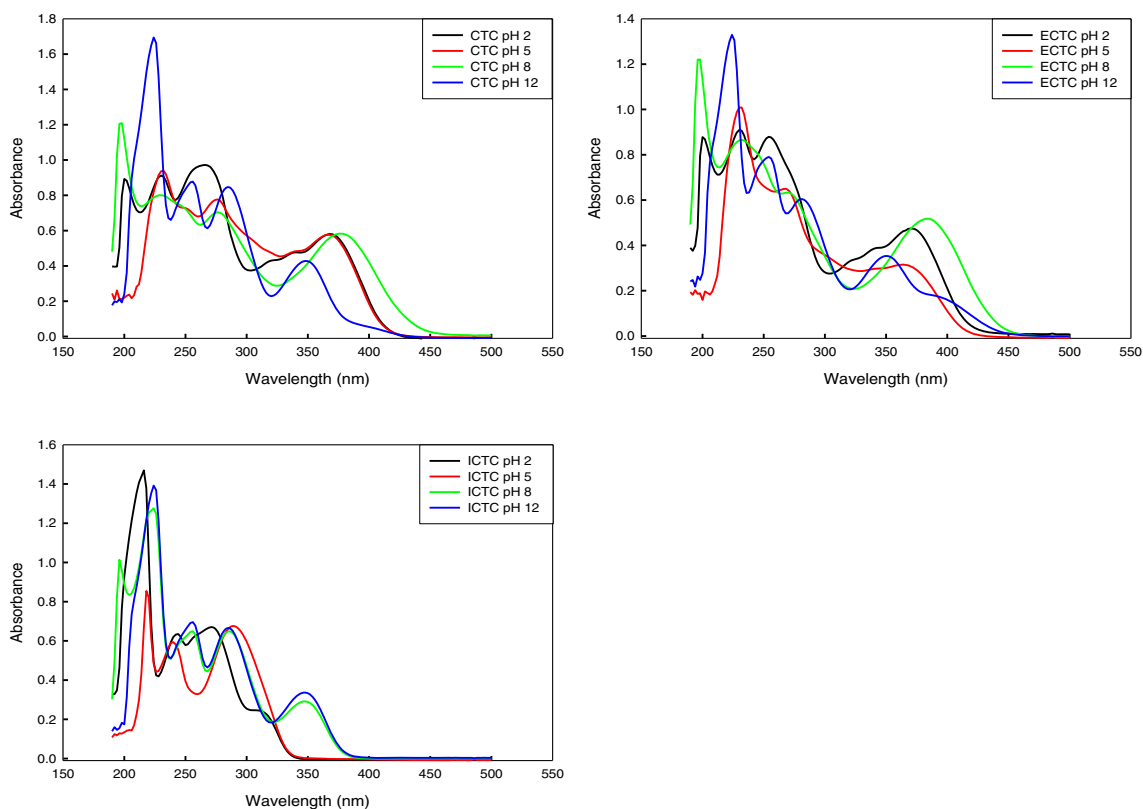 1.8
1.6
1.4
1.2
1.0
0.8
0.6
0.4
0.2
0.0
Absorbance
150 200 250 300 350 400 450 500 550
Wavelength (nm)
CTC pH 2
CTC pH 5
CTC pH 8
CTC pH 12
1.4
1.2
1.0
0.8
0.6
0.4
0.2
0.0
Absorbance
150 200 250 300 350 400 450 500 550
Wavelength (nm)
ECTC pH 2
ECTC pH 5
ECTC pH 8
ECTC pH 12
1.6
1.4
1.2
1.0
0.8
0.6
0.4
0.2
0.0
Absorbance
150 200 250 300 350 400 450 500 550
Wavelength (nm)
ICTC pH 2
ICTC pH 5
ICTC pH 8
ICTC pH 12